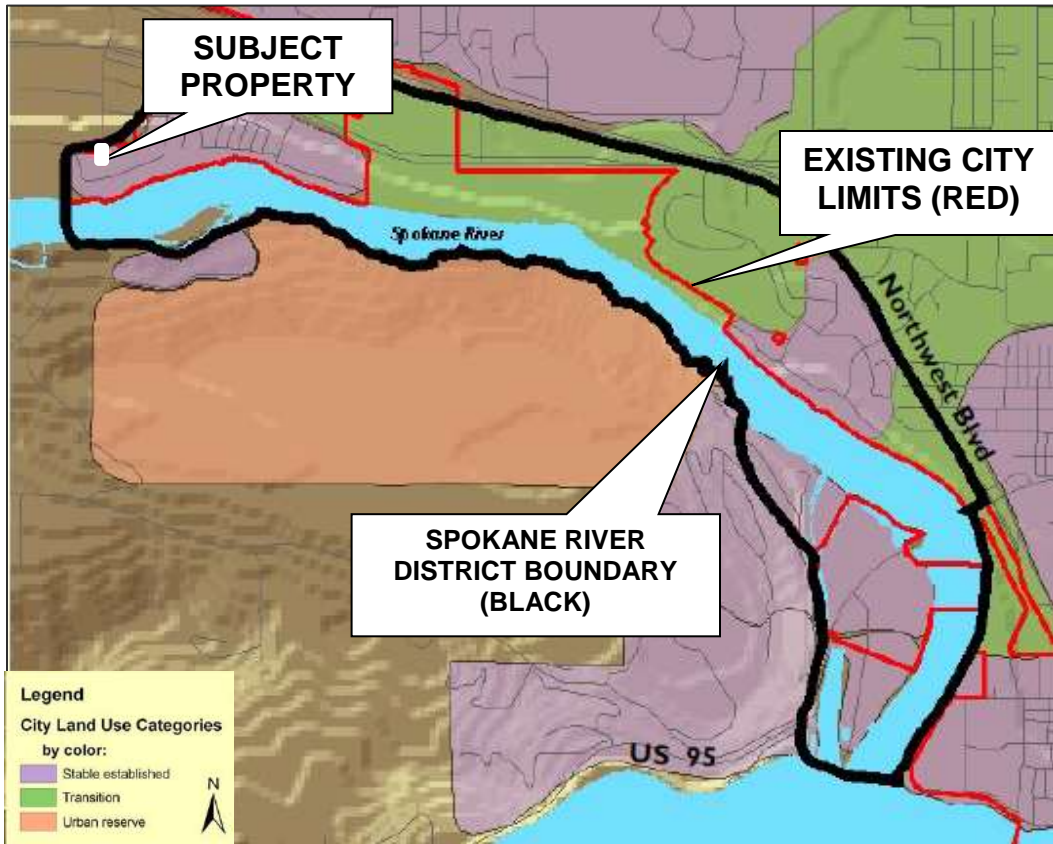 SUBJECT
PROPERTY
EXISTING CITY
LIMITS (RED)
Spokane River
Northwest Blvd
SPOKANE RIVER
DISTRICT BOUNDARY
(BLACK)
US 95
Legend
City Land Use Categories
by color:
Stable established
Transition
Urban reserve
N